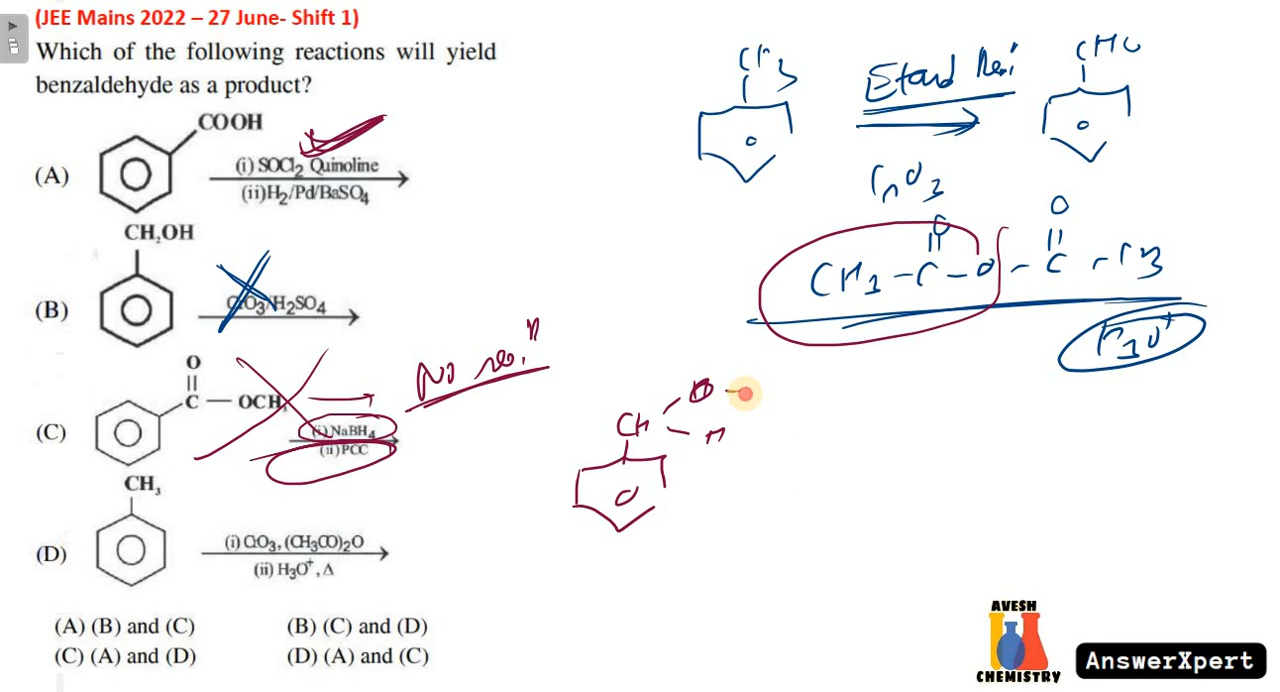 (JEE Mains 2022 – 27 June- Shift 1)
Which of the following reactions will yield
benzaldehyde as a product?
(A)
COOH
(i) SOCl₂ Quinoline
(ii)H₂/Pd/BaSO₄
(B)
CH₂OH
CrO₃/H₂SO₄
(C)
O
C — OCH₃
(i)NaBH₄
(ii)PCC
No
(D)
CH₃
(i) CrO₃, (CH₃CO)₂O
(ii) H₃O⁺, Δ
(A) (B) and (C)
(B) (C) and (D)
(C) (A) and (D)
(D) (A) and (C)
CH₃
Etard
CHO
CrO₃
O
O
CH₃ – C – O – C – CH₃
H₃O⁺
CH
O
H
AVESH
CHEMISTRY
AnswerXpert